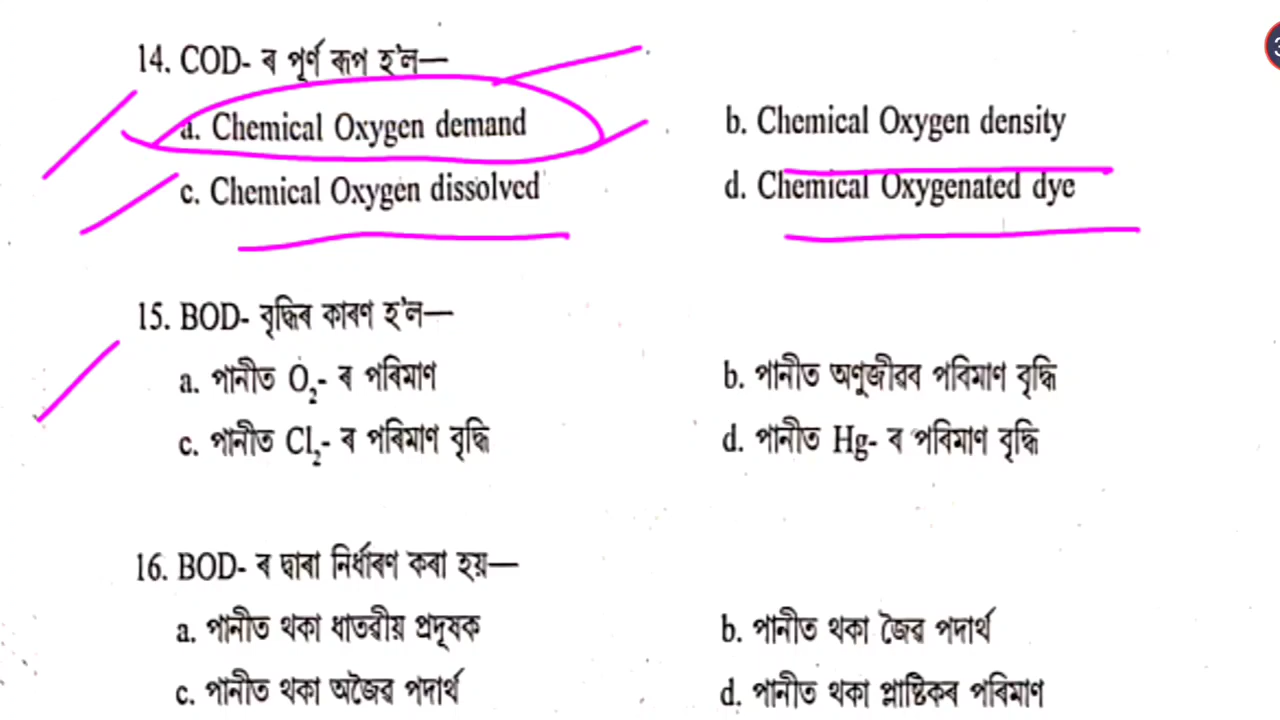 14. COD- ৰ পূৰ্ণ ৰূপ হ'ল—
a. Chemical Oxygen demand b. Chemical Oxygen density
c. Chemical Oxygen dissolved d. Chemical Oxygenated dye
15. BOD- বৃদ্ধিৰ কাৰণ হ'ল—
a. পানীত O₂- ৰ পৰিমাণ b. পানীত অণুজীৱৰ পৰিমাণ বৃদ্ধি
c. পানীত Cl₂- ৰ পৰিমাণ বৃদ্ধি d. পানীত Hg- ৰ পৰিমাণ বৃদ্ধি
16. BOD- ৰ দ্বাৰা নিৰ্ধাৰণ কৰা হয়—
a. পানীত থকা ধাতৱীয় প্ৰদূষক b. পানীত থকা জৈৱ পদাৰ্থ
c. পানীত থকা অজৈৱ পদাৰ্থ d. পানীত থকা প্লাষ্টিকৰ পৰিমাণ